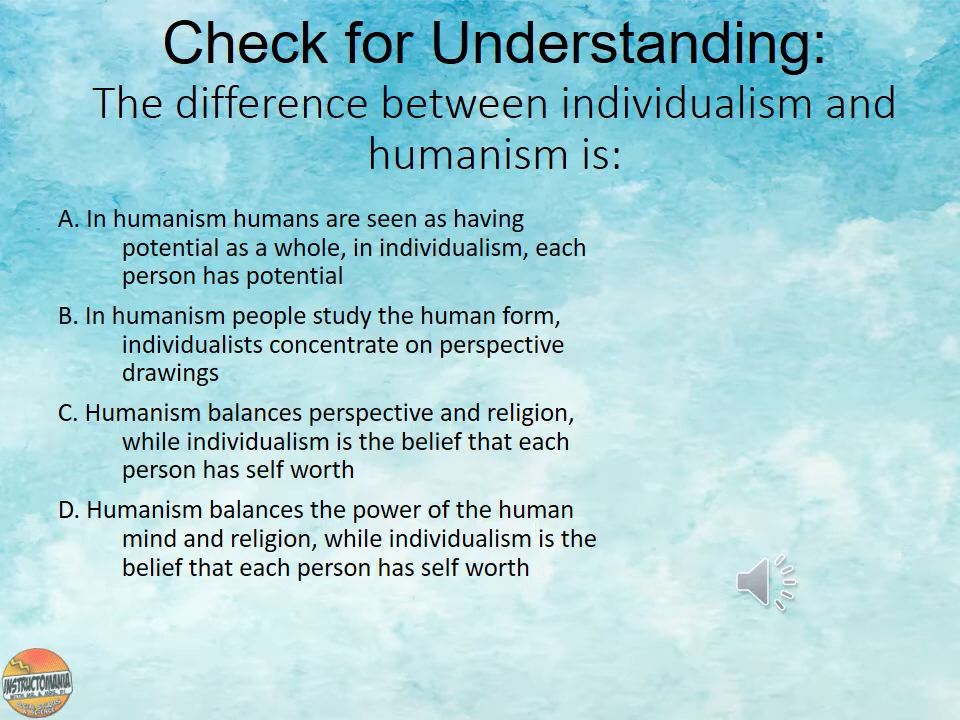 Check for Understanding:
The difference between individualism and
humanism is:
A. In humanism humans are seen as having
potential as a whole, in individualism, each
person has potential
B. In humanism people study the human form,
individualists concentrate on perspective
drawings
C. Humanism balances perspective and religion,
while individualism is the belief that each
person has self worth
D. Humanism balances the power of the human
mind and religion, while individualism is the
belief that each person has self worth
INSTRUCTOMANIA
SOCIAL STUDIES
& SCIENCE